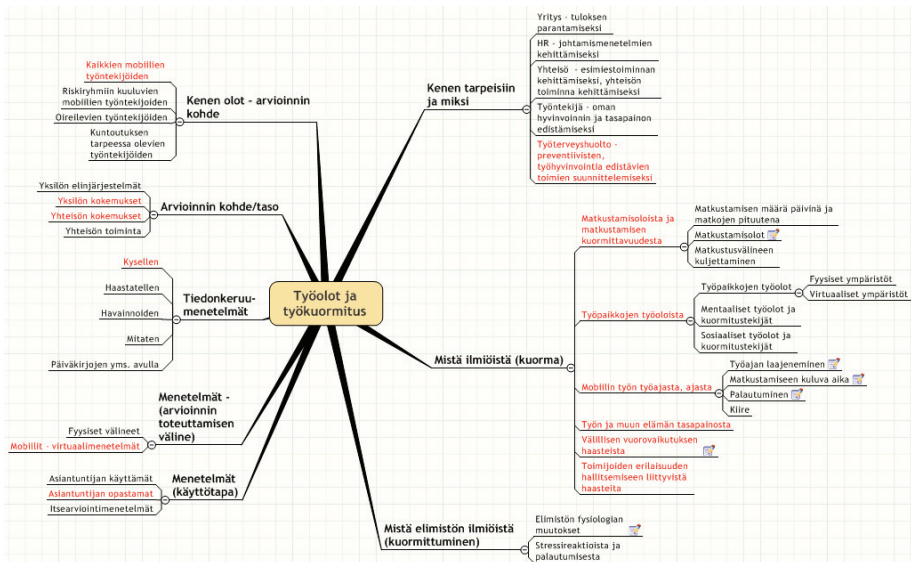 Työolot ja
työkuormitus
Kenen olot - arvioinnin
kohde
Kaikkien mobiilien
työntekijöiden
Riskiryhmiin kuuluvien
mobiilien työntekijoiden
Oireilevien työntekijöiden
Kuntoutuksen
tarpeessa olevien
työntekijöiden
Arvioinnin kohde/taso
Yksilön elinjärjestelmät
Yksilön kokemukset
Yhteisön kokemukset
Yhteisön toiminta
Tiedonkeruu-
menetelmät
Kysellen
Haastatellen
Havainnoiden
Mitaten
Päiväkirjojen yms. avulla
Menetelmät -
(arvioinnin
toteuttamisen
väline)
Fyysiset välineet
Mobiilit - virtuaalimenetelmät
Menetelmät
(käyttötapa)
Asiantuntijan käyttämät
Asiantuntijan opastamat
Itsearviointimenetelmät
Kenen tarpeisiin
ja miksi
Yritys - tuloksen
parantamiseksi
HR - johtamismenetelmien
kehittämiseksi
Yhteisö - esimiestoiminnan
kehittämiseksi, yhteisön
toiminna kehittämiseksi
Työntekijä - oman
hyvinvoinnin ja tasapainon
edistämiseksi
Työterveyshuolto -
preventiivisten,
työhyvinvointia edistävien
toimien suunnittelemiseksi
Mistä ilmiöistä (kuorma)
Matkustamisoloista ja
matkustamisen
kuormittavuudesta
Matkustamisen määrä päivinä ja
matkojen pituutena
Matkustamisolot
Matkustusvälineen
kuljettaminen
Työpaikkojen työoloista
Työpaikkojen työolot
Fyysiset ympäristöt
Virtuaaliset ympäristöt
Mentaaliset työolot ja
kuormitustekijät
Sosiaaliset työolot ja
kuormitustekijät
Mobiilin työn työajasta, ajasta
Työajan laajeneminen
Matkustamiseen kuluva aika
Palautuminen
Kiire
Työn ja muun elämän tasapainosta
Välillisen vuorovaikutuksen
haasteista
Toimijoiden erilaisuuden
hallitsemiseen liittyvistä
haasteita
Mistä elimistön ilmiöistä
(kuormittuminen)
Elimistön fysiologian
muutokset
Stressireaktioista ja
palautumisesta